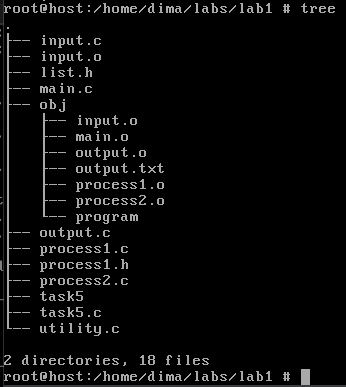 root@host:/home/dima/labs/lab1 # tree
.
├── input.c
├── input.o
├── list.h
├── main.c
├── obj
│   ├── input.o
│   ├── main.o
│   ├── output.o
│   ├── output.txt
│   ├── process1.o
│   ├── process2.o
│   └── program
├── output.c
├── process1.c
├── process1.h
├── process2.c
├── task5
├── task5.c
└── utility.c

2 directories, 18 files
root@host:/home/dima/labs/lab1 #